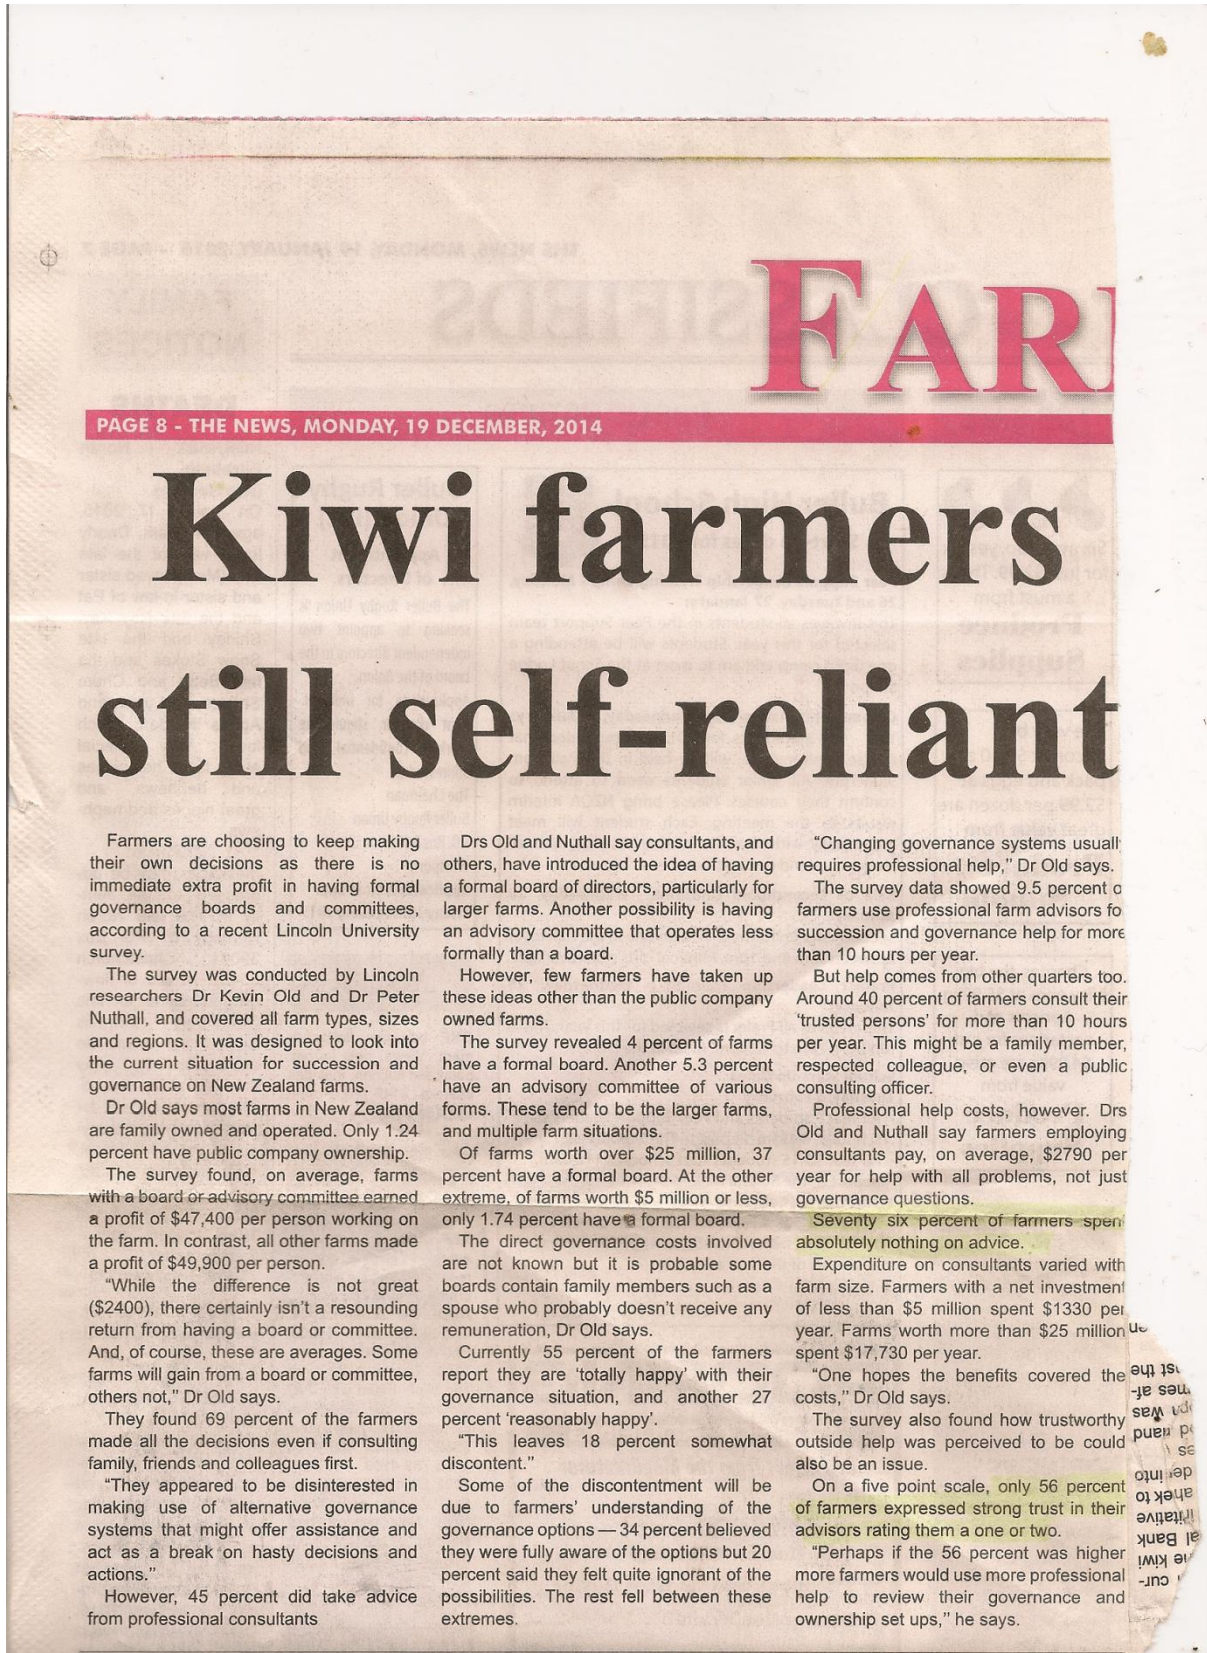 FAR
PAGE 8 - THE NEWS, MONDAY, 19 DECEMBER, 2014
Kiwi farmers
still self-reliant
Farmers are choosing to keep making
their own decisions as there is no
immediate extra profit in having formal
governance boards and committees,
according to a recent Lincoln University
survey.
The survey was conducted by Lincoln
researchers Dr Kevin Old and Dr Peter
Nuthall, and covered all farm types, sizes
and regions. It was designed to look into
the current situation for succession and
governance on New Zealand farms.
Dr Old says most farms in New Zealand
are family owned and operated. Only 1.24
percent have public company ownership.
The survey found, on average, farms
with a board or advisory committee earned
a profit of $47,400 per person working on
the farm. In contrast, all other farms made
a profit of $49,900 per person.
“While the difference is not great
($2400), there certainly isn’t a resounding
return from having a board or committee.
And, of course, these are averages. Some
farms will gain from a board or committee,
others not,” Dr Old says.
They found 69 percent of the farmers
made all the decisions even if consulting
family, friends and colleagues first.
“They appeared to be disinterested in
making use of alternative governance
systems that might offer assistance and
act as a break on hasty decisions and
actions.”
However, 45 percent did take advice
from professional consultants
Drs Old and Nuthall say consultants, and
others, have introduced the idea of having
a formal board of directors, particularly for
larger farms. Another possibility is having
an advisory committee that operates less
formally than a board.
However, few farmers have taken up
these ideas other than the public company
owned farms.
The survey revealed 4 percent of farms
have a formal board. Another 5.3 percent
have an advisory committee of various
forms. These tend to be the larger farms,
and multiple farm situations.
Of farms worth over $25 million, 37
percent have a formal board. At the other
extreme, of farms worth $5 million or less,
only 1.74 percent have a formal board.
The direct governance costs involved
are not known but it is probable some
boards contain family members such as a
spouse who probably doesn’t receive any
remuneration, Dr Old says.
Currently 55 percent of the farmers
report they are ‘totally happy’ with their
governance situation, and another 27
percent ‘reasonably happy’.
“This leaves 18 percent somewhat
discontent.”
Some of the discontentment will be
due to farmers’ understanding of the
governance options — 34 percent believed
they were fully aware of the options but 20
percent said they felt quite ignorant of the
possibilities. The rest fell between these
extremes.
“Changing governance systems usuall
requires professional help,” Dr Old says.
The survey data showed 9.5 percent o
farmers use professional farm advisors fo
succession and governance help for more
than 10 hours per year.
But help comes from other quarters too.
Around 40 percent of farmers consult their
‘trusted persons’ for more than 10 hours
per year. This might be a family member,
respected colleague, or even a public
consulting officer.
Professional help costs, however. Drs
Old and Nuthall say farmers employing
consultants pay, on average, $2790 per
year for help with all problems, not just
governance questions.
Seventy six percent of farmers spen
absolutely nothing on advice.
Expenditure on consultants varied with
farm size. Farmers with a net investment
of less than $5 million spent $1330 per
year. Farms worth more than $25 million
spent $17,730 per year.
“One hopes the benefits covered the
costs,” Dr Old says.
The survey also found how trustworthy
outside help was perceived to be could
also be an issue.
On a five point scale, only 56 percent
of farmers expressed strong trust in their
advisors rating them a one or two.
“Perhaps if the 56 percent was higher
more farmers would use more professional
help to review their governance and
ownership set ups,” he says.